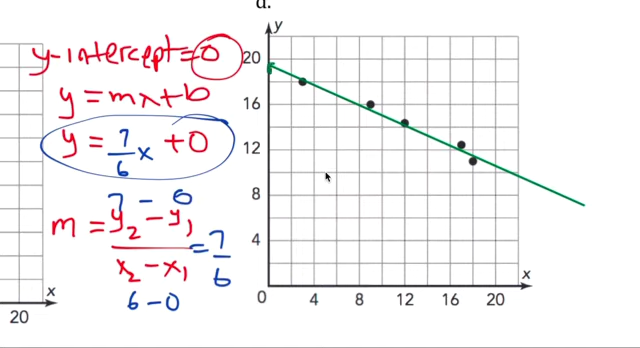 d.
y-intercept=0
y=mx+b
y = 7/6 x +0
7 - 0
m = y2 - y1 / x2 - x1 = 7/6
6-0
x
20
y
20
16
12
8
4
0 4 8 12 16 20
x